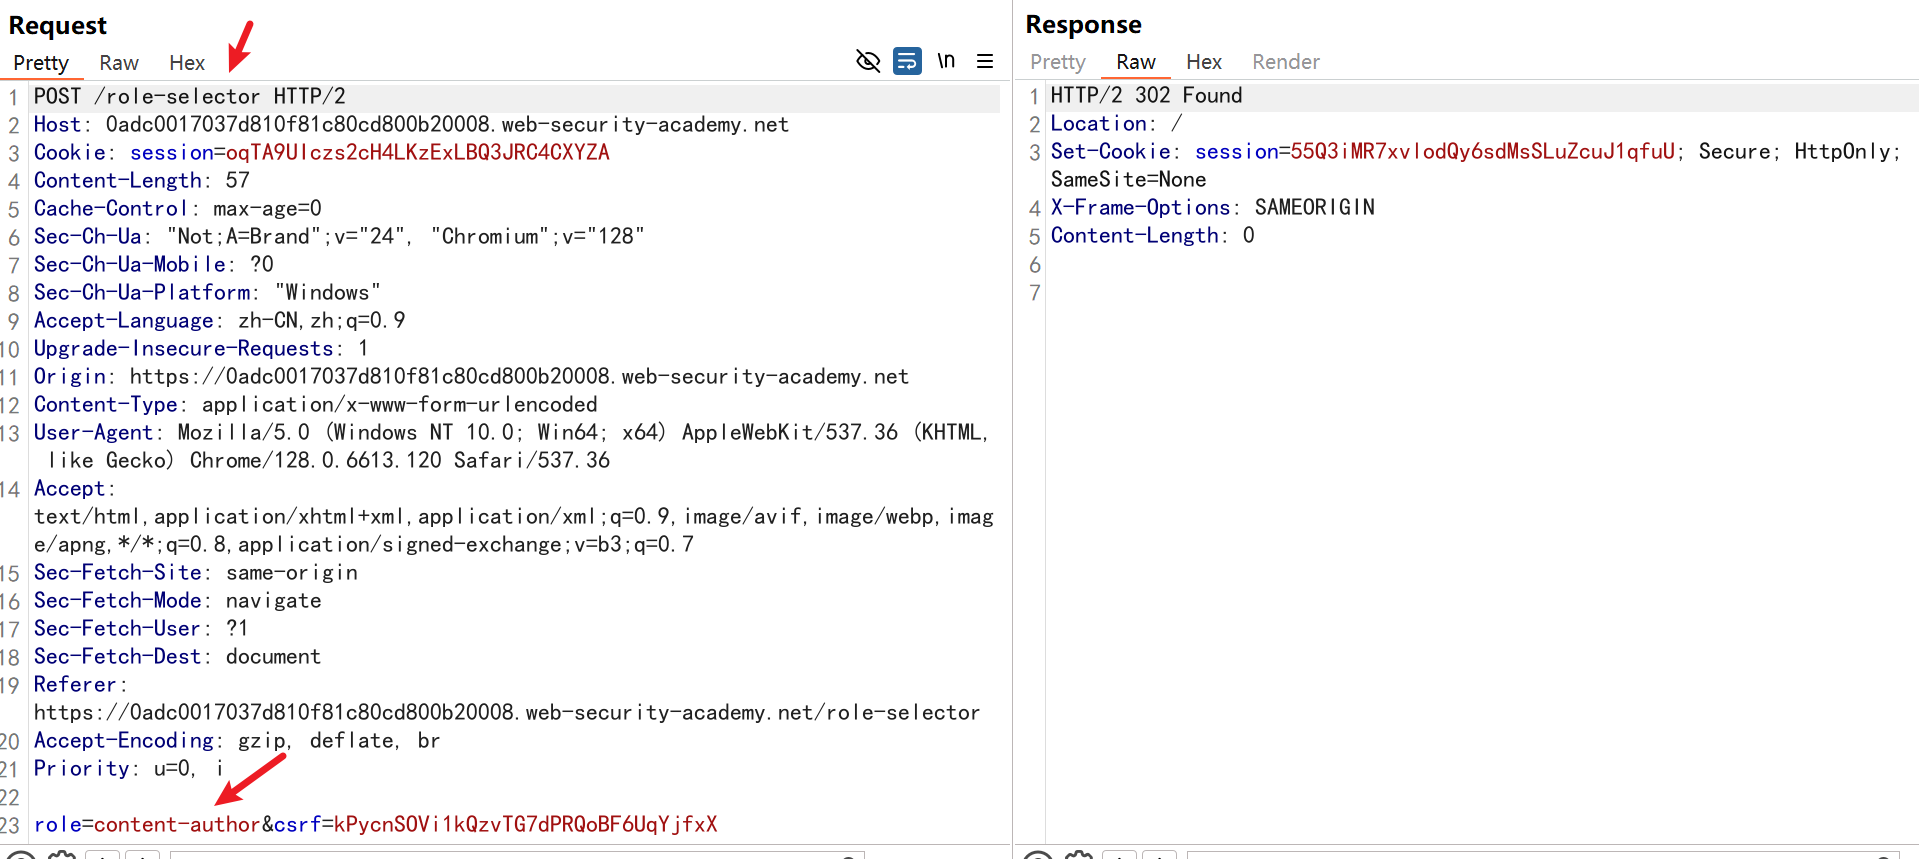 Request
Pretty Raw Hex \n
1 POST /role-selector HTTP/2
2 Host: 0adc0017037d810f81c80cd800b20008.web-security-academy.net
3 Cookie: session=oqTA9UIczs2cH4LKzExLBQ3JRC4CXYZA
4 Content-Length: 57
5 Cache-Control: max-age=0
6 Sec-Ch-Ua: "Not;A=Brand";v="24", "Chromium";v="128"
7 Sec-Ch-Ua-Mobile: ?0
8 Sec-Ch-Ua-Platform: "Windows"
9 Accept-Language: zh-CN,zh;q=0.9
10 Upgrade-Insecure-Requests: 1
11 Origin: https://0adc0017037d810f81c80cd800b20008.web-security-academy.net
12 Content-Type: application/x-www-form-urlencoded
13 User-Agent: Mozilla/5.0 (Windows NT 10.0; Win64; x64) AppleWebKit/537.36 (KHTML,
like Gecko) Chrome/128.0.6613.120 Safari/537.36
14 Accept:
text/html,application/xhtml+xml,application/xml;q=0.9,image/avif,image/webp,imag
e/apng,*/*;q=0.8,application/signed-exchange;v=b3;q=0.7
15 Sec-Fetch-Site: same-origin
16 Sec-Fetch-Mode: navigate
17 Sec-Fetch-User: ?1
18 Sec-Fetch-Dest: document
19 Referer:
https://0adc0017037d810f81c80cd800b20008.web-security-academy.net/role-selector
20 Accept-Encoding: gzip, deflate, br
21 Priority: u=0, i
22
23 role=content-author&csrf=kPycnSOVi1kQzvTG7dPRQoBF6UqYjfxX
Response
Pretty Raw Hex Render
1 HTTP/2 302 Found
2 Location: /
3 Set-Cookie: session=55Q3iMR7xvlodQy6sdMsSLuZcuJ1qfuU; Secure; HttpOnly;
SameSite=None
4 X-Frame-Options: SAMEORIGIN
5 Content-Length: 0
6
7